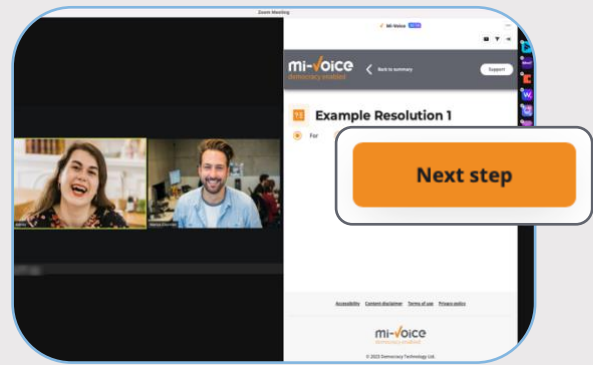 Zoom Meeting
Mi-Voice
mi-voice
democracy enabled
Back to summary
Support
Example Resolution 1
For
Next step
Accessibility Content disclaimer Terms of use Privacy policy
mi-voice
democracy enabled
© 2023 Democracy Technology Ltd.